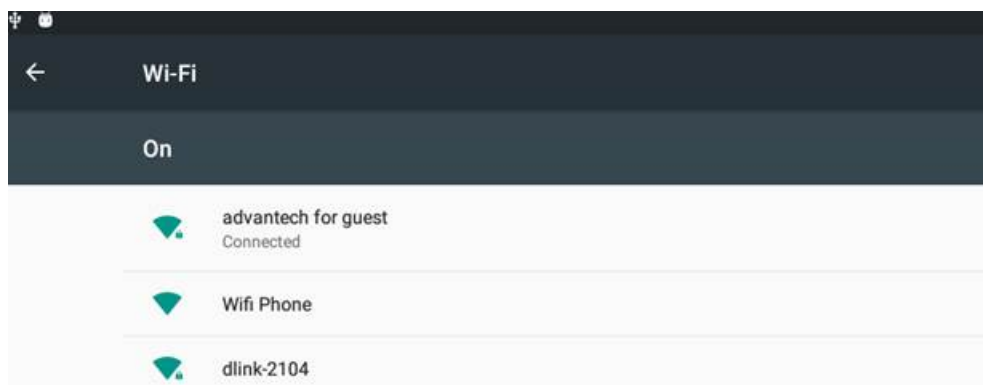 Wi-Fi
On
advantech for guest
Connected
Wifi Phone
dlink-2104